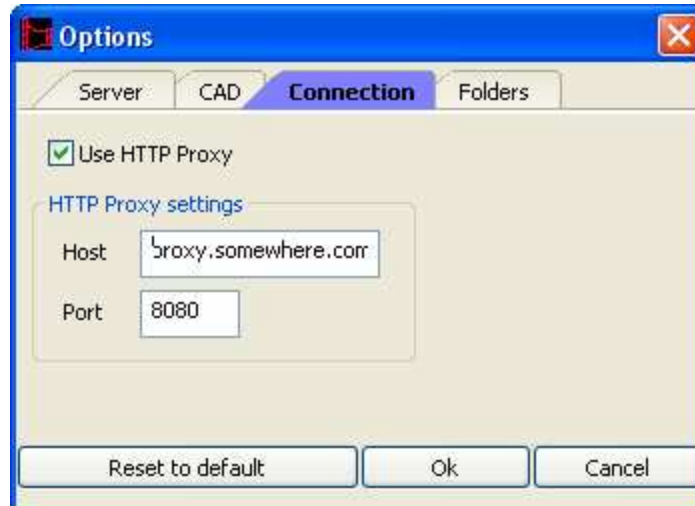 Options
Server CAD Connection Folders
Use HTTP Proxy
HTTP Proxy settings
Host proxy.somewhere.com
Port 8080
Reset to default Ok Cancel